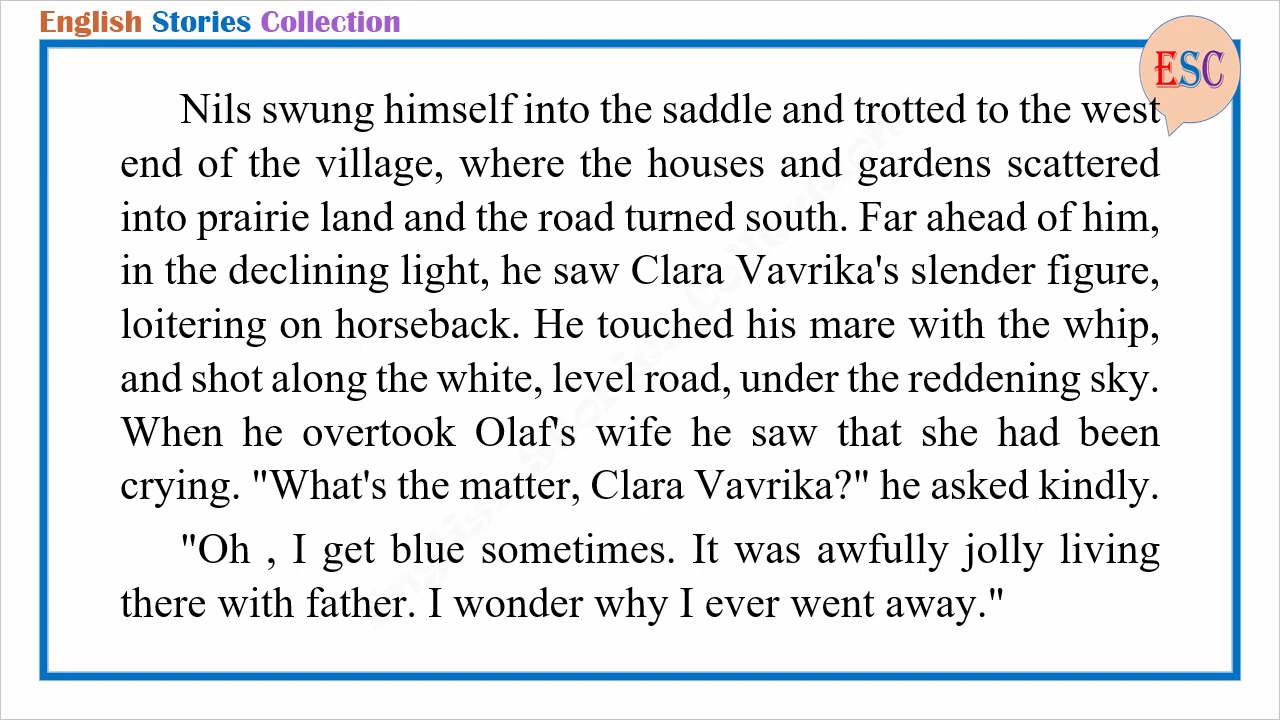 English Stories Collection
ESC
Nils swung himself into the saddle and trotted to the west
end of the village, where the houses and gardens scattered
into prairie land and the road turned south. Far ahead of him,
in the declining light, he saw Clara Vavrika's slender figure,
loitering on horseback. He touched his mare with the whip,
and shot along the white, level road, under the reddening sky.
When he overtook Olaf's wife he saw that she had been
crying. "What's the matter, Clara Vavrika?" he asked kindly.
"Oh , I get blue sometimes. It was awfully jolly living
there with father. I wonder why I ever went away."